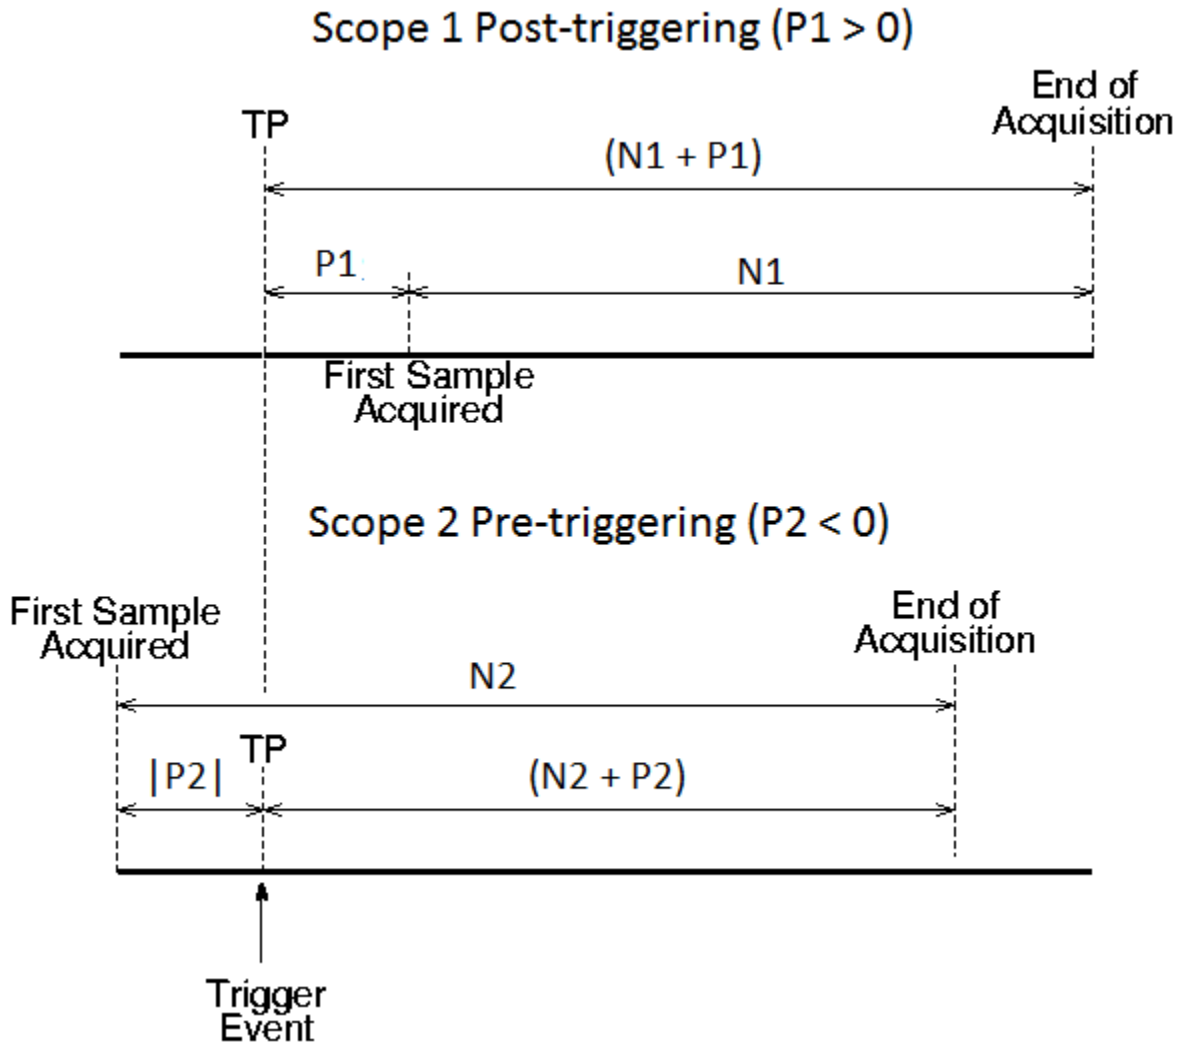 Scope 1 Post-triggering (P1 > 0)
End of
Acquisition
TP
(N1 + P1)
P1
N1
First Sample
Acquired
Scope 2 Pre-triggering (P2 < 0)
First Sample
Acquired
End of
Acquisition
N2
TP
|P2|
(N2 + P2)
Trigger
Event